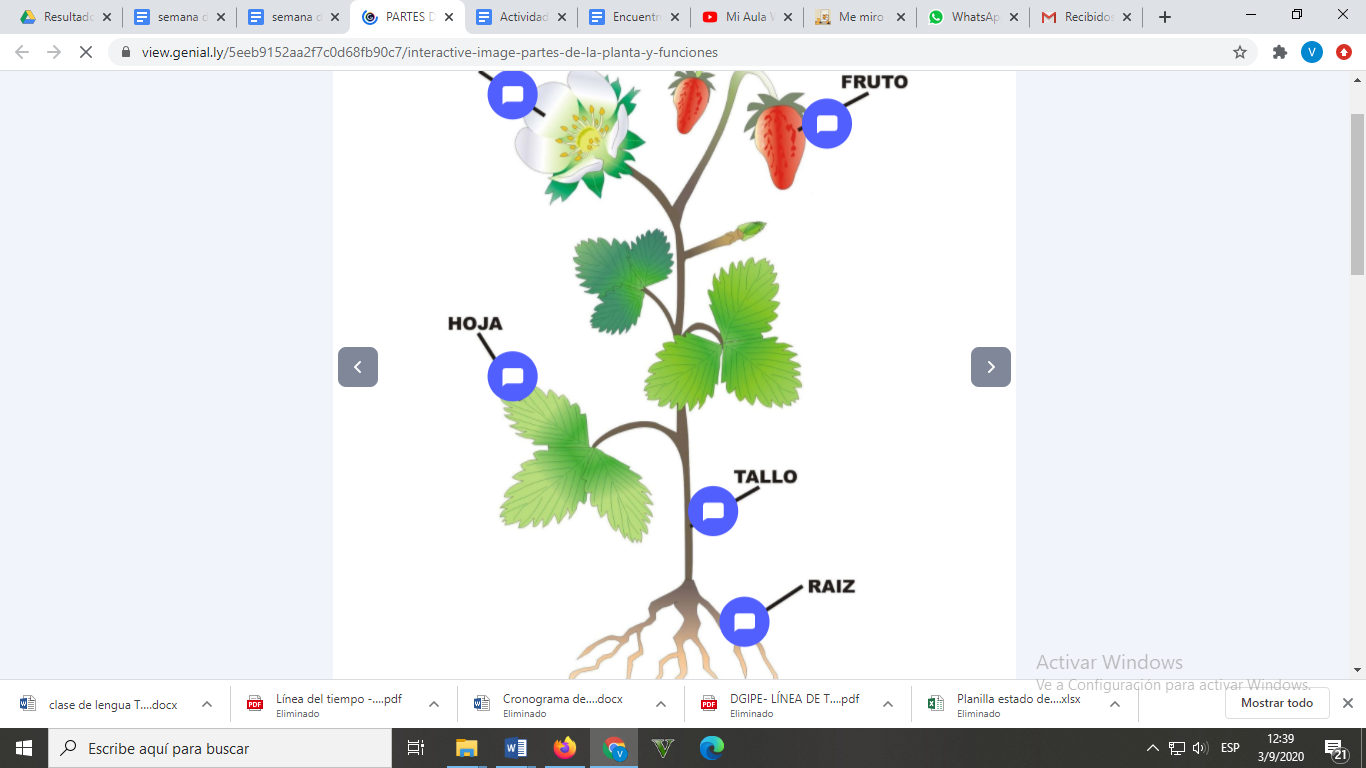 Resultado
semana d
semana d
PARTES D
Actividad
Encuentr
Mi Aula V
Me miro
WhatsAp
Recibidos
view.genial.ly/5eeb9152aa2f7c0d68fb90c7/interactive-image-partes-de-la-planta-y-funciones
V
FRUTO
HOJA
TALLO
RAIZ
Activar Windows
Ve a Configuración para activar Windows.
clase de lengua T....docx
Línea del tiempo -....pdf
Eliminado
Cronograma de....docx
Eliminado
DGIPE- LÍNEA DE T....pdf
Eliminado
Planilla estado de....xlsx
Eliminado
Mostrar todo
Escribe aquí para buscar
ESP
12:39
3/9/2020
21